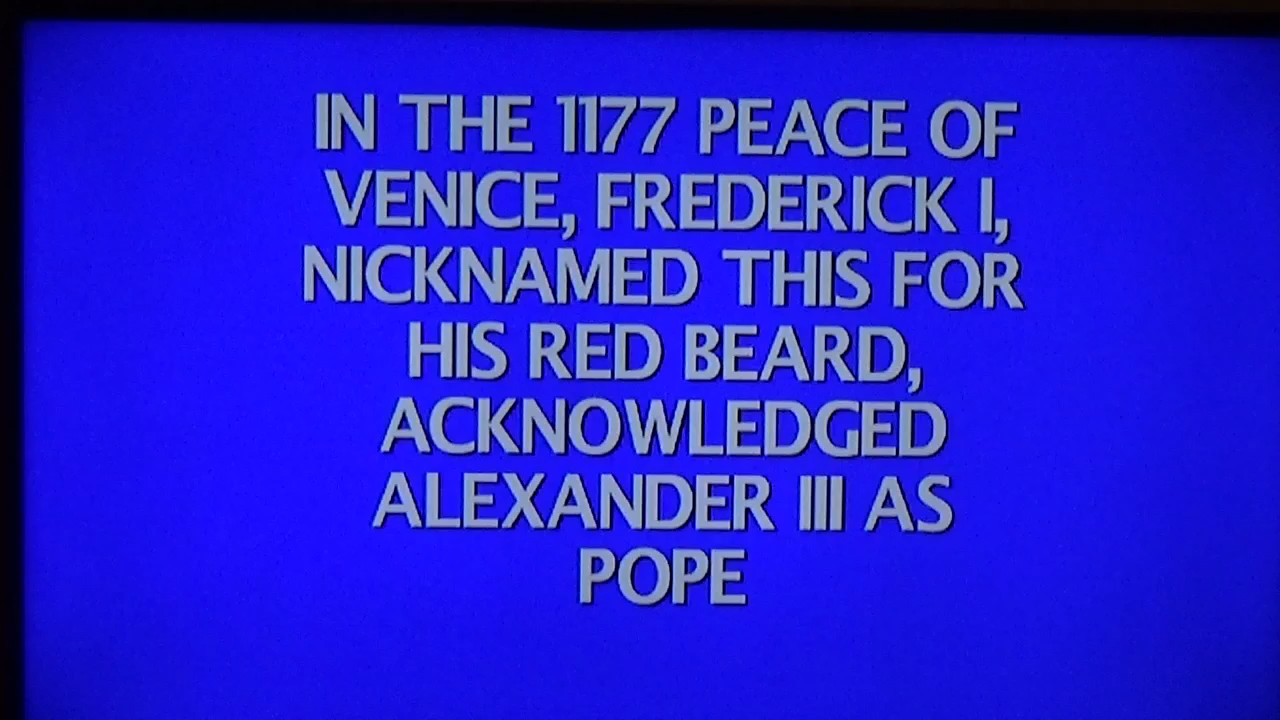 IN THE 1177 PEACE OF
VENICE, FREDERICK I,
NICKNAMED THIS FOR
HIS RED BEARD,
ACKNOWLEDGED
ALEXANDER III AS
POPE